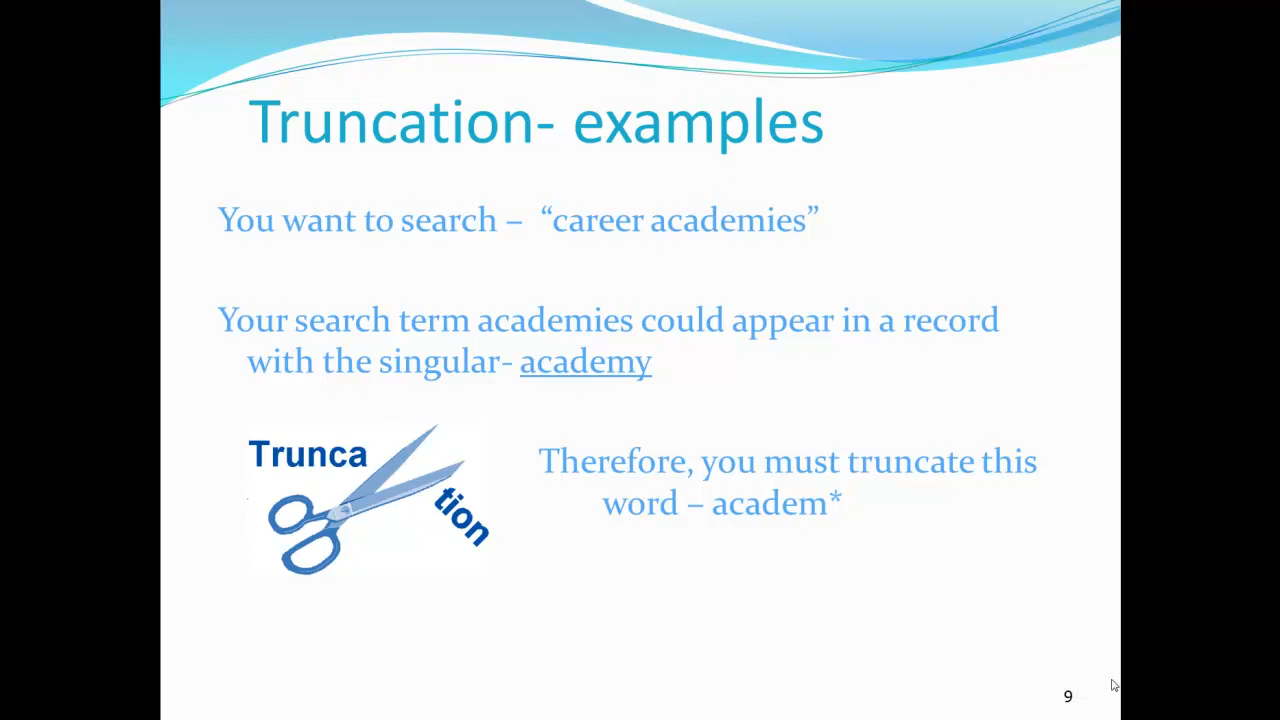 Truncation- examples
You want to search – “career academies”
Your search term academies could appear in a record
with the singular- academy
Trunca
tion
Therefore, you must truncate this
word – academ*
9